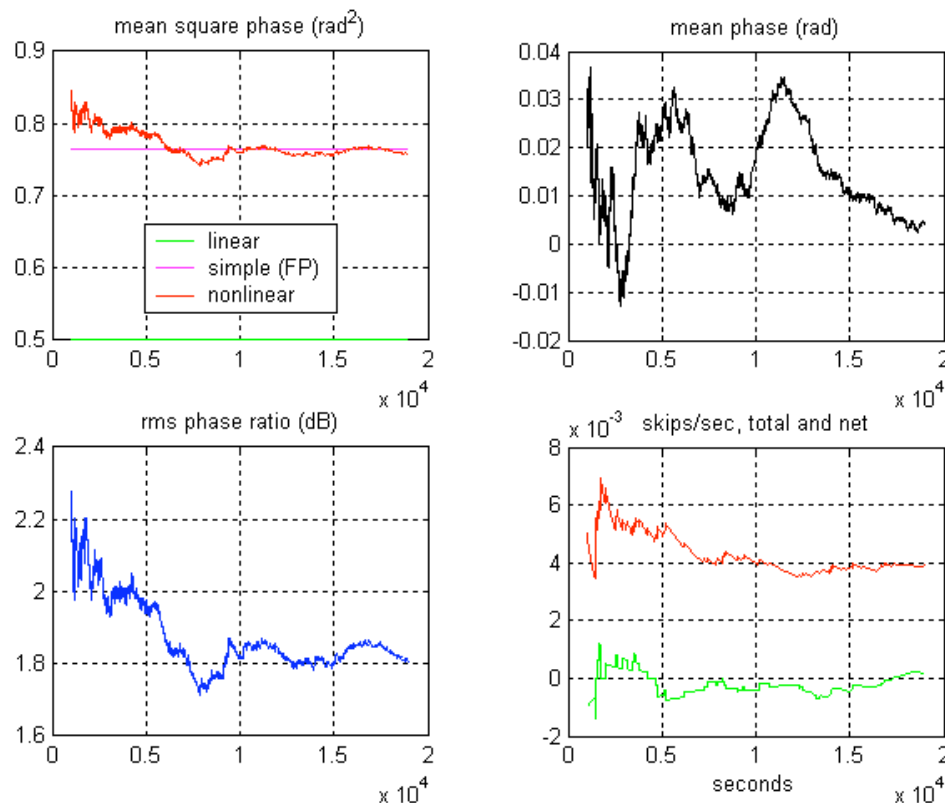 mean square phase (rad²)
0.9
0.8
0.7
0.6
0.5
linear
simple (FP)
nonlinear
0 0.5 1 1.5 2
x 10⁴
mean phase (rad)
0.04
0.03
0.02
0.01
0
-0.01
-0.02
0 0.5 1 1.5 2
x 10⁴
rms phase ratio (dB)
2.4
2.2
2
1.8
1.6
0 0.5 1 1.5 2
x 10⁴
x 10⁻³ skips/sec, total and net
8
6
4
2
0
-2
0 0.5 1 1.5 2
seconds
x 10⁴